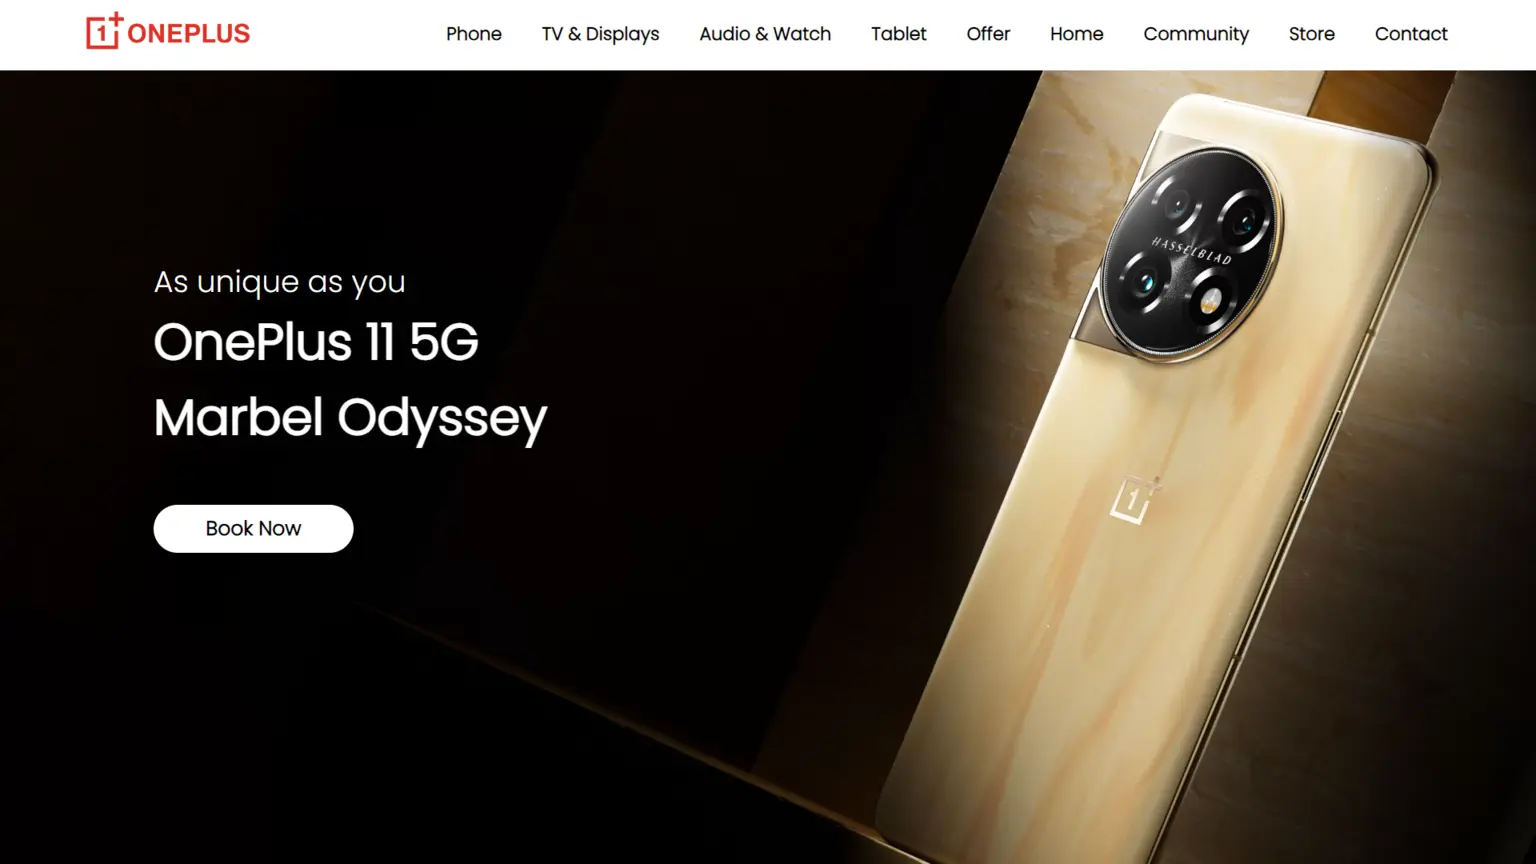 1+ ONEPLUS
Phone
TV & Displays
Audio & Watch
Tablet
Offer
Home
Community
Store
Contact
HASSELBLAD
As unique as you
OnePlus 11 5G
Marbel Odyssey
1+
Book Now